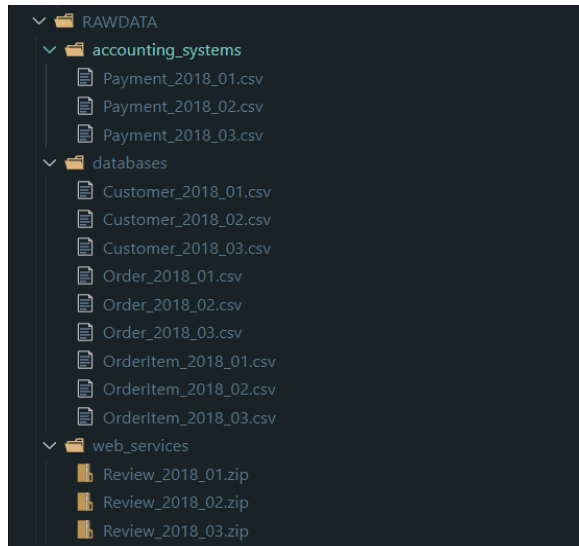 RAWDATA
accounting_systems
Payment_2018_01.csv
Payment_2018_02.csv
Payment_2018_03.csv
databases
Customer_2018_01.csv
Customer_2018_02.csv
Customer_2018_03.csv
Order_2018_01.csv
Order_2018_02.csv
Order_2018_03.csv
OrderItem_2018_01.csv
OrderItem_2018_02.csv
OrderItem_2018_03.csv
web_services
Review_2018_01.zip
Review_2018_02.zip
Review_2018_03.zip